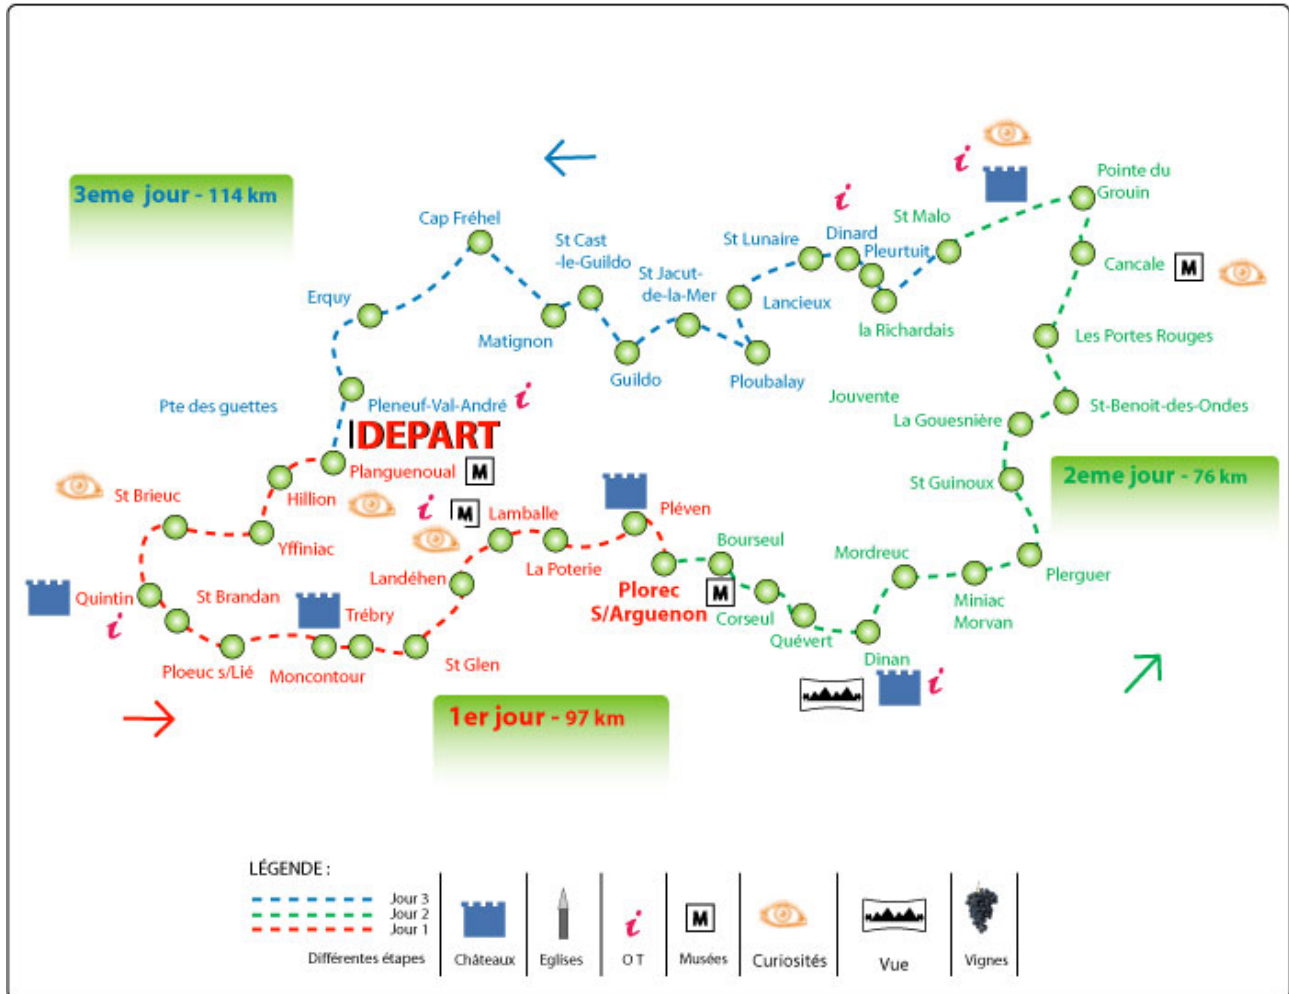 Pointe du
Grouin
3eme jour - 114 km
Cap Fréhel
St Malo
St Cast
-le-Guildo
St Lunaire
Dinard
Pleurtuit
Cancale
M
St Jacut-
de-la-Mer
Erquy
Lancieux
la Richardais
Matignon
Les Portes Rouges
Guildo
Ploubalay
Pte des guettes
Pleneuf-Val-André
i
Jouvente
La Gouesnière
St-Benoit-des-Ondes
DEPART
Planguenoual
M
St Guinoux
2eme jour - 76 km
St Brieuc
Hillion
i
M
Lamballe
Pléven
Yffiniac
Bourseul
Mordreuc
Plerguer
La Poterie
Landéhen
Plorec
S/Arguenon
M
Corseul
Miniac
Morvan
Quintin
i
St Brandan
Trébry
Quévert
Dinan
i
Ploeuc s/Lié
Moncontour
St Glen
1er jour - 97 km
i
i
LÉGENDE :
Jour 3
Jour 2
Jour 1
i
M
Différentes étapes
Châteaux
Eglises
O T
Musées
Curiosités
Vue
Vignes